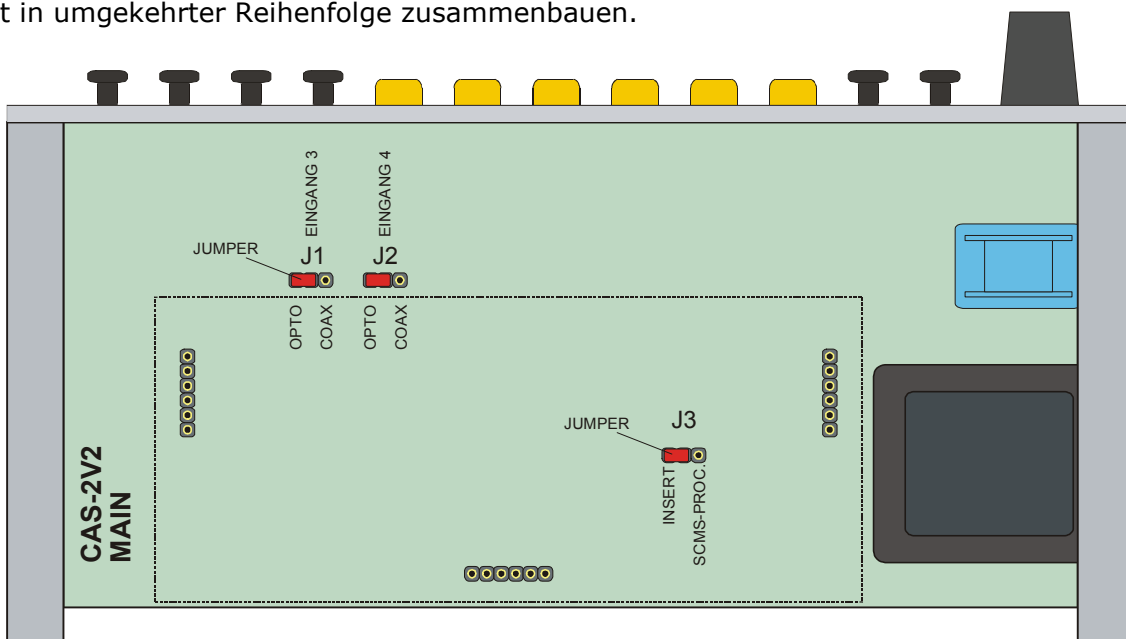 t in umgekehrter Reihenfolge zusammenbauen.
EINGANG 3
EINGANG 4
JUMPER
J1
J2
OPTO
COAX
OPTO
COAX
JUMPER
J3
INSERT
SCMS-PROC.
CAS-2V2
MAIN